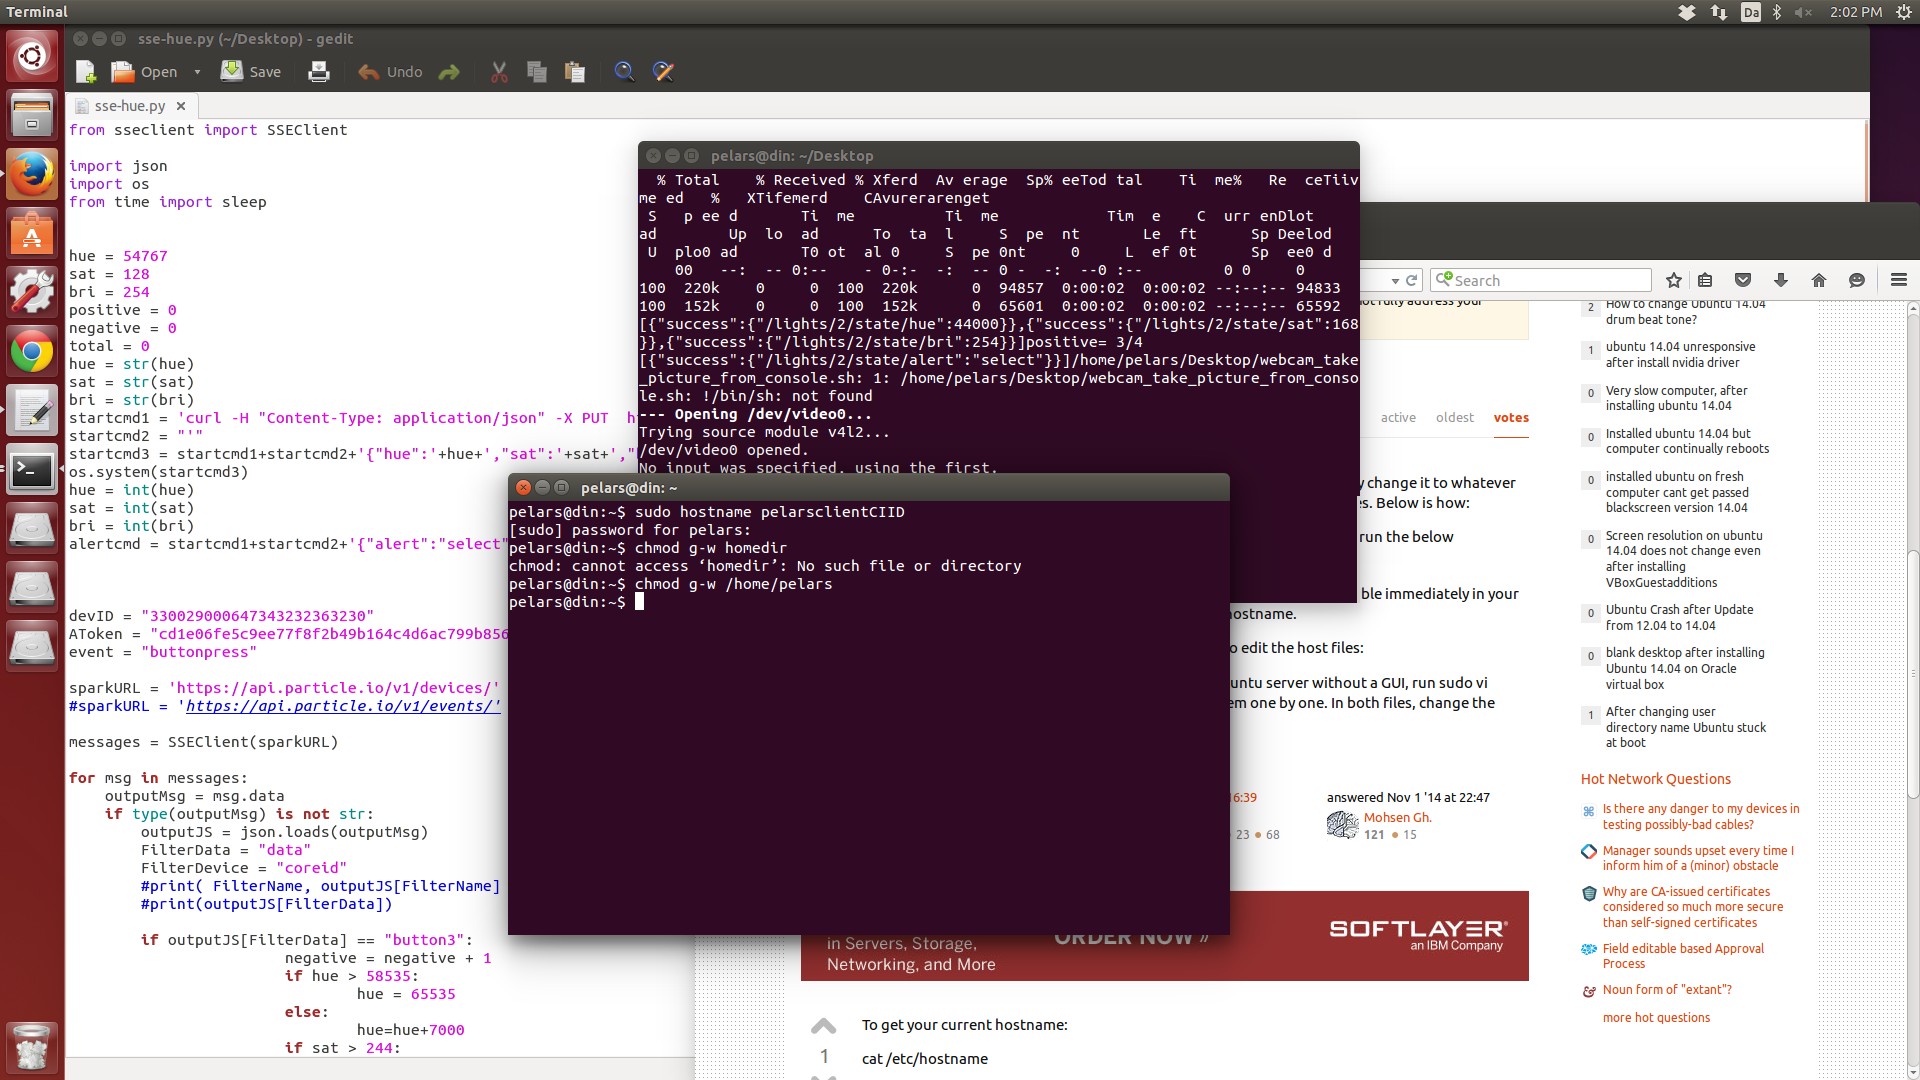 Terminal
Da
2:02 PM
sse-hue.py (~/Desktop) - gedit
Open
Save
Undo
sse-hue.py
from sseclient import SSEClient
import json
import os
from time import sleep
hue = 54767
sat = 128
bri = 254
positive = 0
negative = 0
total = 0
hue = str(hue)
sat = str(sat)
bri = str(bri)
startcmd1 = 'curl -H "Content-Type: application/json" -X PUT
startcmd2 = "'"
startcmd3 = startcmd1+startcmd2+'{"hue":'+hue+',"sat":'+sat+',"
os.system(startcmd3)
hue = int(hue)
sat = int(sat)
bri = int(bri)
alertcmd = startcmd1+startcmd2+'{"alert":"select"
devID = "330029000647343232363230"
AToken = "cd1e06fe5c9ee77f8f2b49b164c4d6ac799b856
event = "buttonpress"
sparkURL = 'https://api.particle.io/v1/devices/'
#sparkURL = 'https://api.particle.io/v1/events/'
messages = SSEClient(sparkURL)
for msg in messages:
outputMsg = msg.data
if type(outputMsg) is not str:
outputJS = json.loads(outputMsg)
FilterData = "data"
FilterDevice = "coreid"
#print( FilterName, outputJS[FilterName]
#print(outputJS[FilterData])
if outputJS[FilterData] == "button3":
negative = negative + 1
if hue > 58535:
hue = 65535
else:
hue=hue+7000
if sat > 244:
pelars@din: ~/Desktop
% Total % Received % Xferd Av erage Sp% eeTod tal Ti me% Re ceTiiv
me ed % XTifemerd CAvurerarenget
S p ee d Ti me Ti me Tim e C urr enDlot
ad Up lo ad To ta l S pe nt Le ft Sp Deelod
U plo0 ad T0 ot al 0 S pe 0nt 0 L ef 0t Sp ee0 d
00 --: -- 0:-- - 0-:- -: -- 0 - -: --0 :-- 0 0 0
100 220k 0 0 100 220k 0 94857 0:00:02 0:00:02 --:--:-- 94833
100 152k 0 0 100 152k 0 65601 0:00:02 0:00:02 --:--:-- 65592
[{"success":{"/lights/2/state/hue":44000}},{"success":{"/lights/2/state/sat":168
}},{"success":{"/lights/2/state/bri":254}}]positive= 3/4
[{"success":{"/lights/2/state/alert":"select"}}]/home/pelars/Desktop/webcam_take
_picture_from_console.sh: 1: /home/pelars/Desktop/webcam_take_picture_from_conso
le.sh: !/bin/sh: not found
--- Opening /dev/video0...
Trying source module v4l2...
/dev/video0 opened.
No input was specified, using the first.
pelars@din: ~
pelars@din:~$ sudo hostname pelarsclientCIID
[sudo] password for pelars:
pelars@din:~$ chmod g-w homedir
chmod: cannot access ‘homedir’: No such file or directory
pelars@din:~$ chmod g-w /home/pelars
pelars@din:~$
Search
not fully address your
active oldest votes
y change it to whatever
s. Below is how:
run the below
ble immediately in your
ostname.
o edit the host files:
untu server without a GUI, run sudo vi
em one by one. In both files, change the
16:39
23 68
answered Nov 1 '14 at 22:47
Mohsen Gh.
121 15
in Servers, Storage,
Networking, and More
ORDER NOW »
SOFTLAYER
an IBM Company
To get your current hostname:
1
cat /etc/hostname
2
How to change Ubuntu 14.04
drum beat tone?
1
ubuntu 14.04 unresponsive
after install nvidia driver
0
Very slow computer, after
installing ubuntu 14.04
0
Installed ubuntu 14.04 but
computer continually reboots
0
installed ubuntu on fresh
computer cant get passed
blackscreen version 14.04
0
Screen resolution on ubuntu
14.04 does not change even
after installing
VBoxGuestadditions
0
Ubuntu Crash after Update
from 12.04 to 14.04
0
blank desktop after installing
Ubuntu 14.04 on Oracle
virtual box
1
After changing user
directory name Ubuntu stuck
at boot
Hot Network Questions
Is there any danger to my devices in
testing possibly-bad cables?
Manager sounds upset every time I
inform him of a (minor) obstacle
Why are CA-issued certificates
considered so much more secure
than self-signed certificates
Field editable based Approval
Process
Noun form of "extant"?
more hot questions